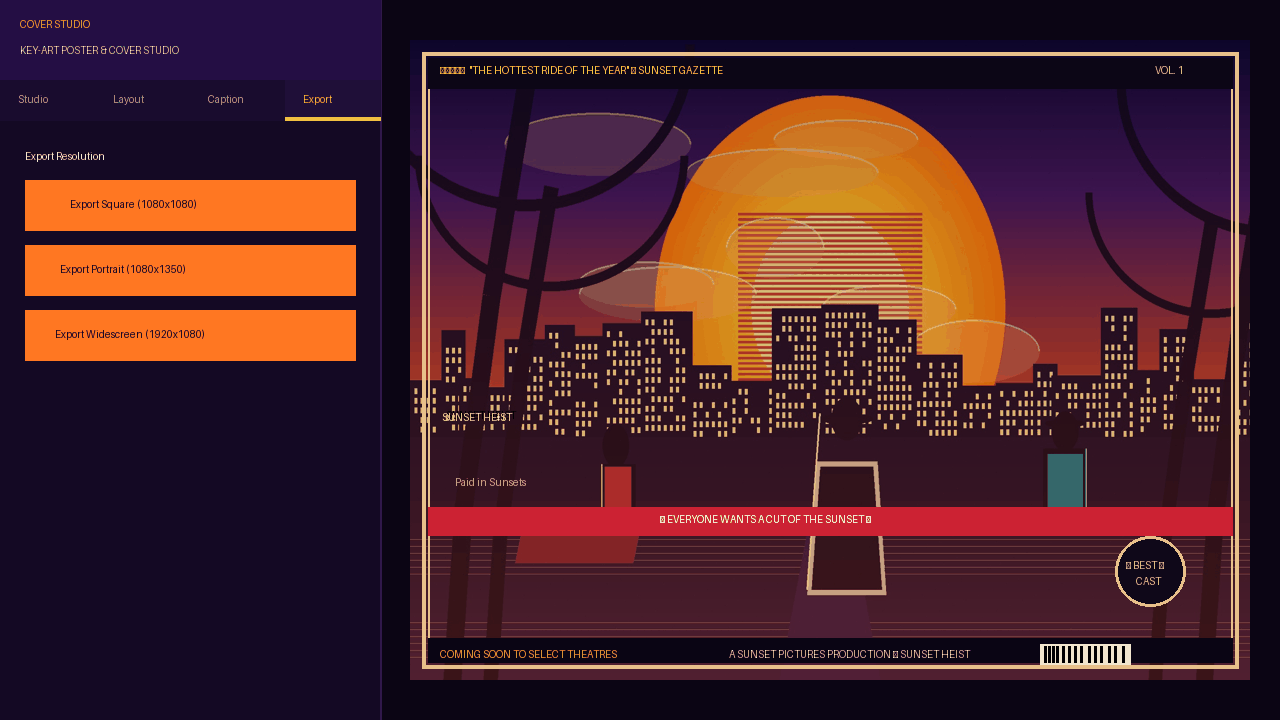 COVER STUDIO
KEY-ART POSTER & COVER STUDIO
Studio
Layout
Caption
Export
Export Resolution
Export Square (1080x1080)
Export Portrait (1080x1350)
Export Widescreen (1920x1080)
"THE HOTTEST RIDE OF THE YEAR" SUNSET GAZETTE
VOL. 1
SUNSET HEIST
Paid in Sunsets
EVERYONE WANTS A CUT OF THE SUNSET
BEST
CAST
COMING SOON TO SELECT THEATRES
A SUNSET PICTURES PRODUCTION SUNSET HEIST